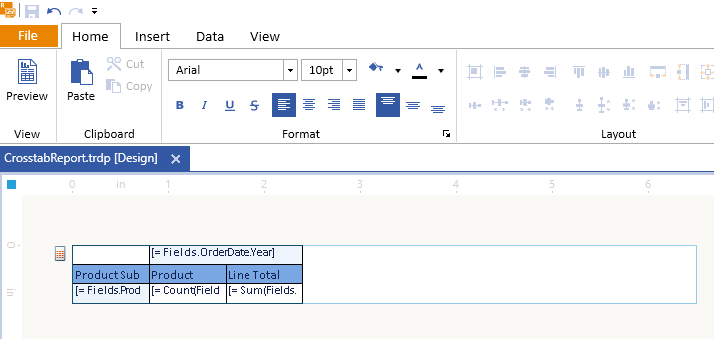 File Home Insert Data View
Preview Paste Cut Arial 10pt
Copy
B I U S A
View Clipboard Format Layout
CrosstabReport.trdp [Design] ×
0 in 1 2 3 4 5 6
0
in
[= Fields.OrderDate.Year]
Product Sub Product Line Total
[= Fields.Prod [= Count(Field [= Sum(Fields.